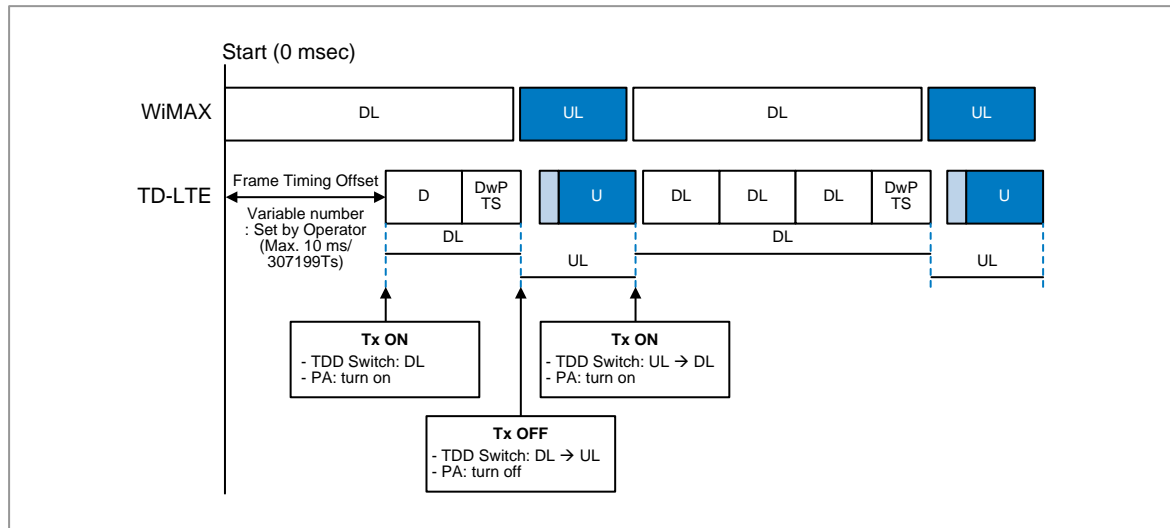 Start (0 msec)
WiMAX
DL
UL
DL
UL
TD-LTE
Frame Timing Offset
Variable number
: Set by Operator
(Max. 10 ms/
307199Ts)
D
DwP
TS
U
DL
DL
DL
DwP
TS
U
DL
UL
DL
UL
Tx ON
- TDD Switch: DL
- PA: turn on
Tx ON
- TDD Switch: UL → DL
- PA: turn on
Tx OFF
- TDD Switch: DL → UL
- PA: turn off